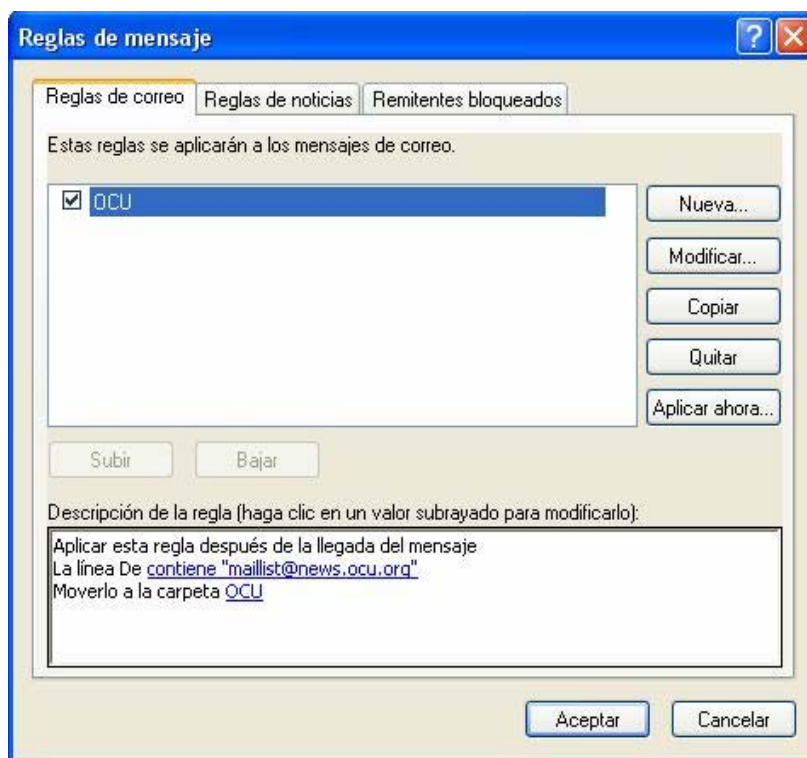 Reglas de mensaje
Reglas de correo Reglas de noticias Remitentes bloqueados
Estas reglas se aplicarán a los mensajes de correo.
OCU
Nueva...
Modificar...
Copiar
Quitar
Aplicar ahora...
Subir Bajar
Descripción de la regla (haga clic en un valor subrayado para modificarlo):
Aplicar esta regla después de la llegada del mensaje
La línea De contiene "maillist@news.ocu.org"
Moverlo a la carpeta OCU
Aceptar Cancelar